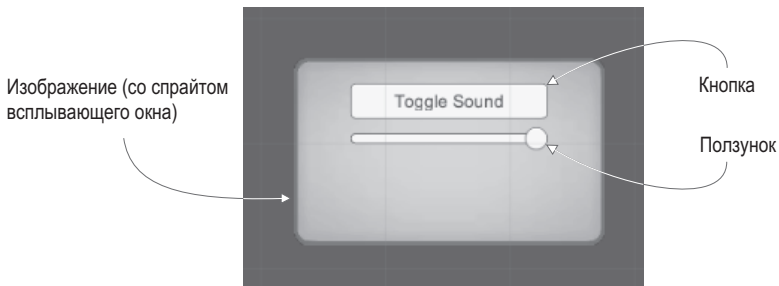 Изображение (со спрайтом
всплывающего окна)
Toggle Sound
Кнопка
Ползунок